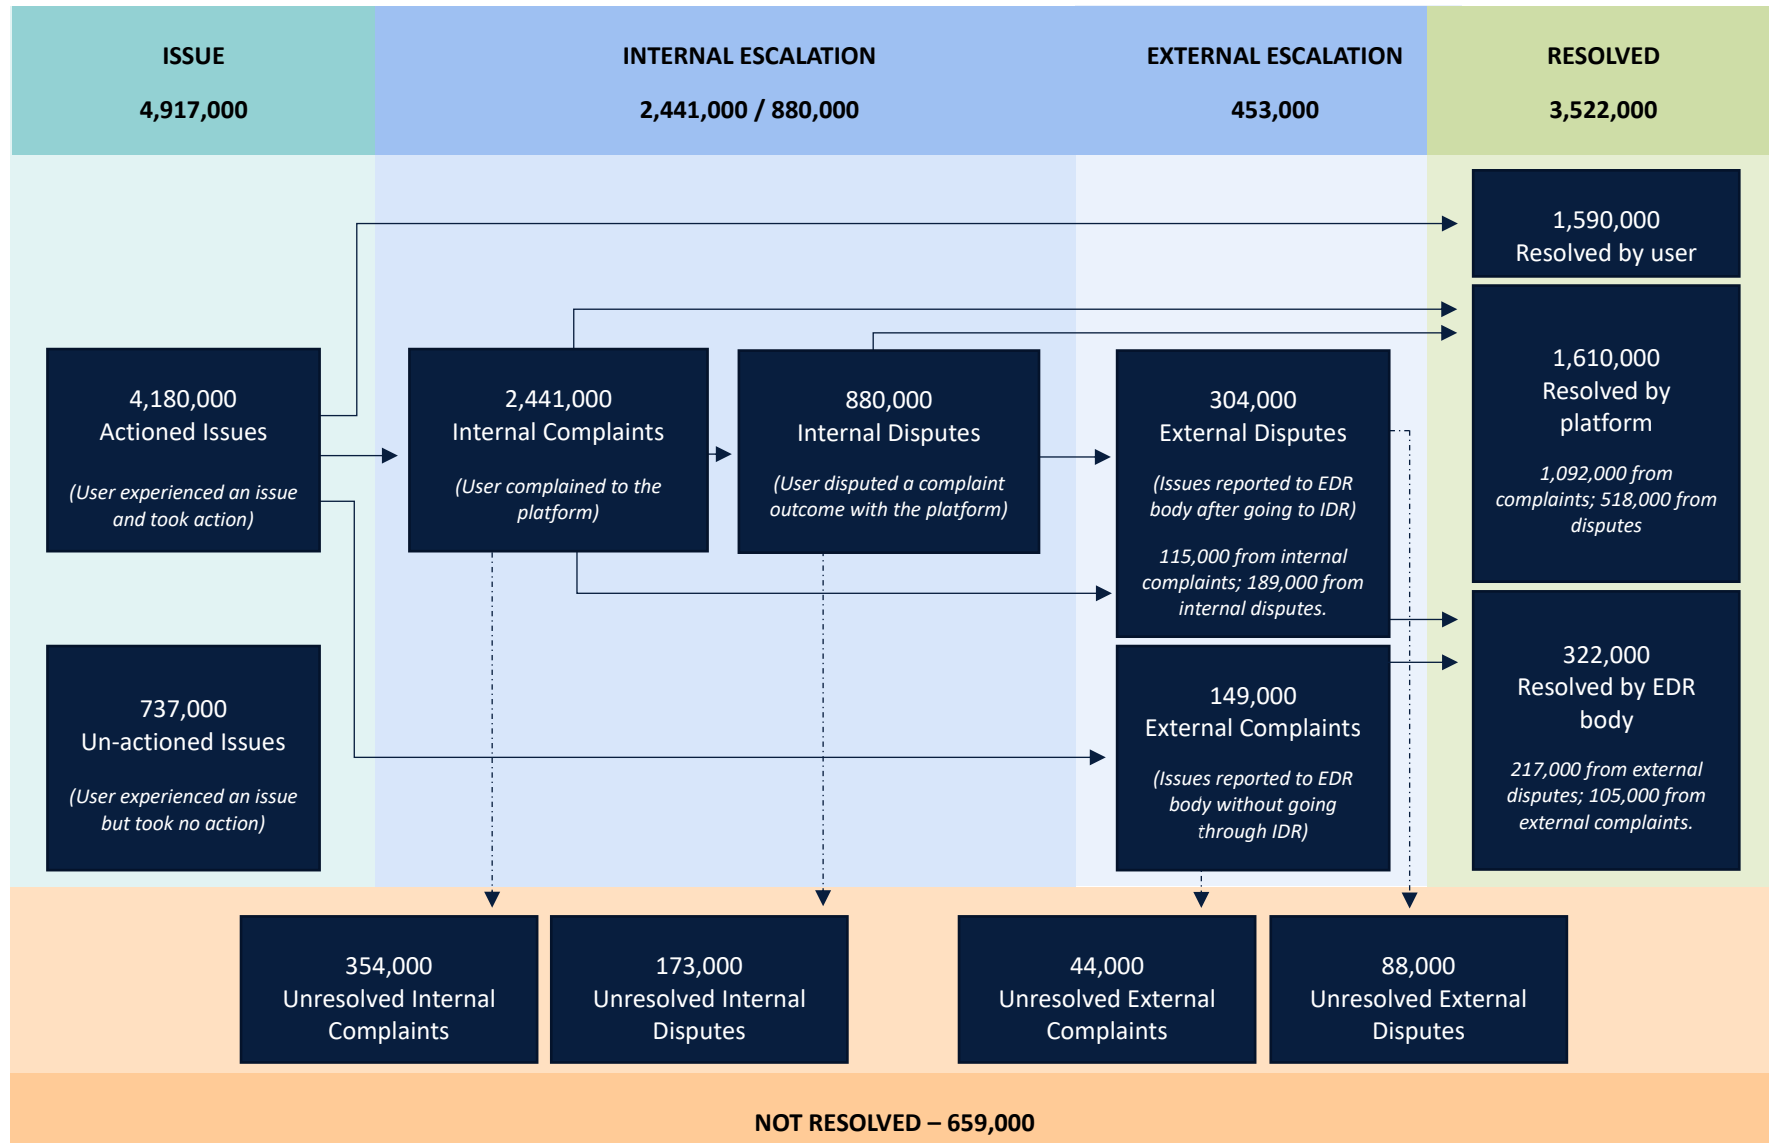 ISSUE
4,917,000
INTERNAL ESCALATION
2,441,000 / 880,000
EXTERNAL ESCALATION
453,000
RESOLVED
3,522,000
4,180,000
Actioned Issues
(User experienced an issue
and took action)
737,000
Un-actioned Issues
(User experienced an issue
but took no action)
2,441,000
Internal Complaints
(User complained to the
platform)
880,000
Internal Disputes
(User disputed a complaint
outcome with the platform)
304,000
External Disputes
(Issues reported to EDR
body after going to IDR)
115,000 from internal
complaints; 189,000 from
internal disputes.
149,000
External Complaints
(Issues reported to EDR
body without going
through IDR)
1,590,000
Resolved by user
1,610,000
Resolved by
platform
1,092,000 from
complaints; 518,000 from
disputes
322,000
Resolved by EDR
body
217,000 from external
disputes; 105,000 from
external complaints.
354,000
Unresolved Internal
Complaints
173,000
Unresolved Internal
Disputes
44,000
Unresolved External
Complaints
88,000
Unresolved External
Disputes
NOT RESOLVED – 659,000